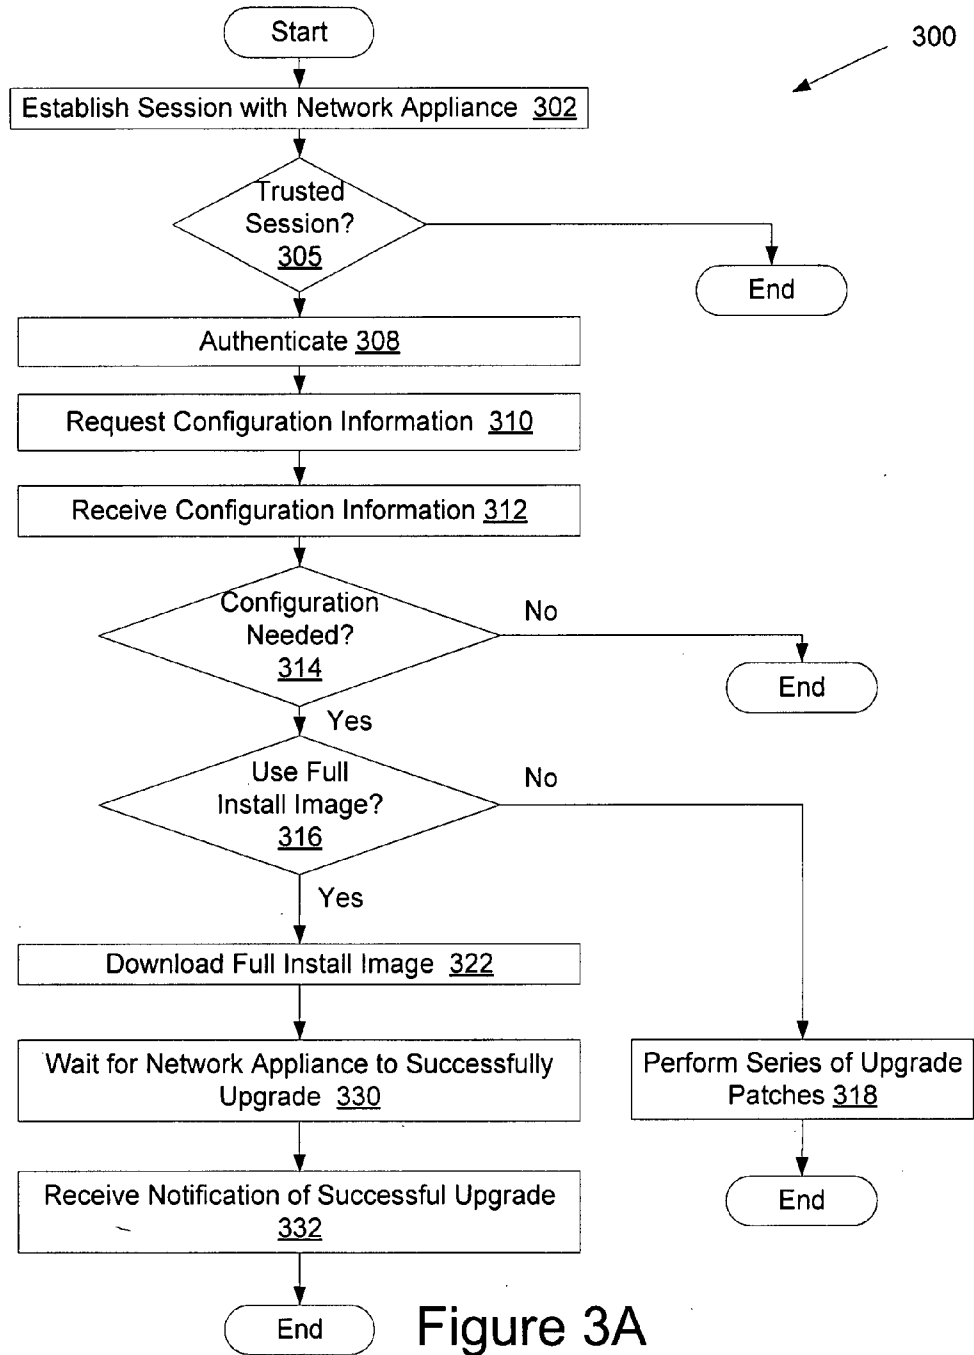 Start
300
Establish Session with Network Appliance 302
Trusted
Session?
305
End
Authenticate 308
Request Configuration Information 310
Receive Configuration Information 312
Configuration
Needed?
314
No
End
Yes
Use Full
Install Image?
316
No
Yes
Download Full Install Image 322
Wait for Network Appliance to Successfully
Upgrade 330
Perform Series of Upgrade
Patches 318
Receive Notification of Successful Upgrade
332
End
End
Figure 3A